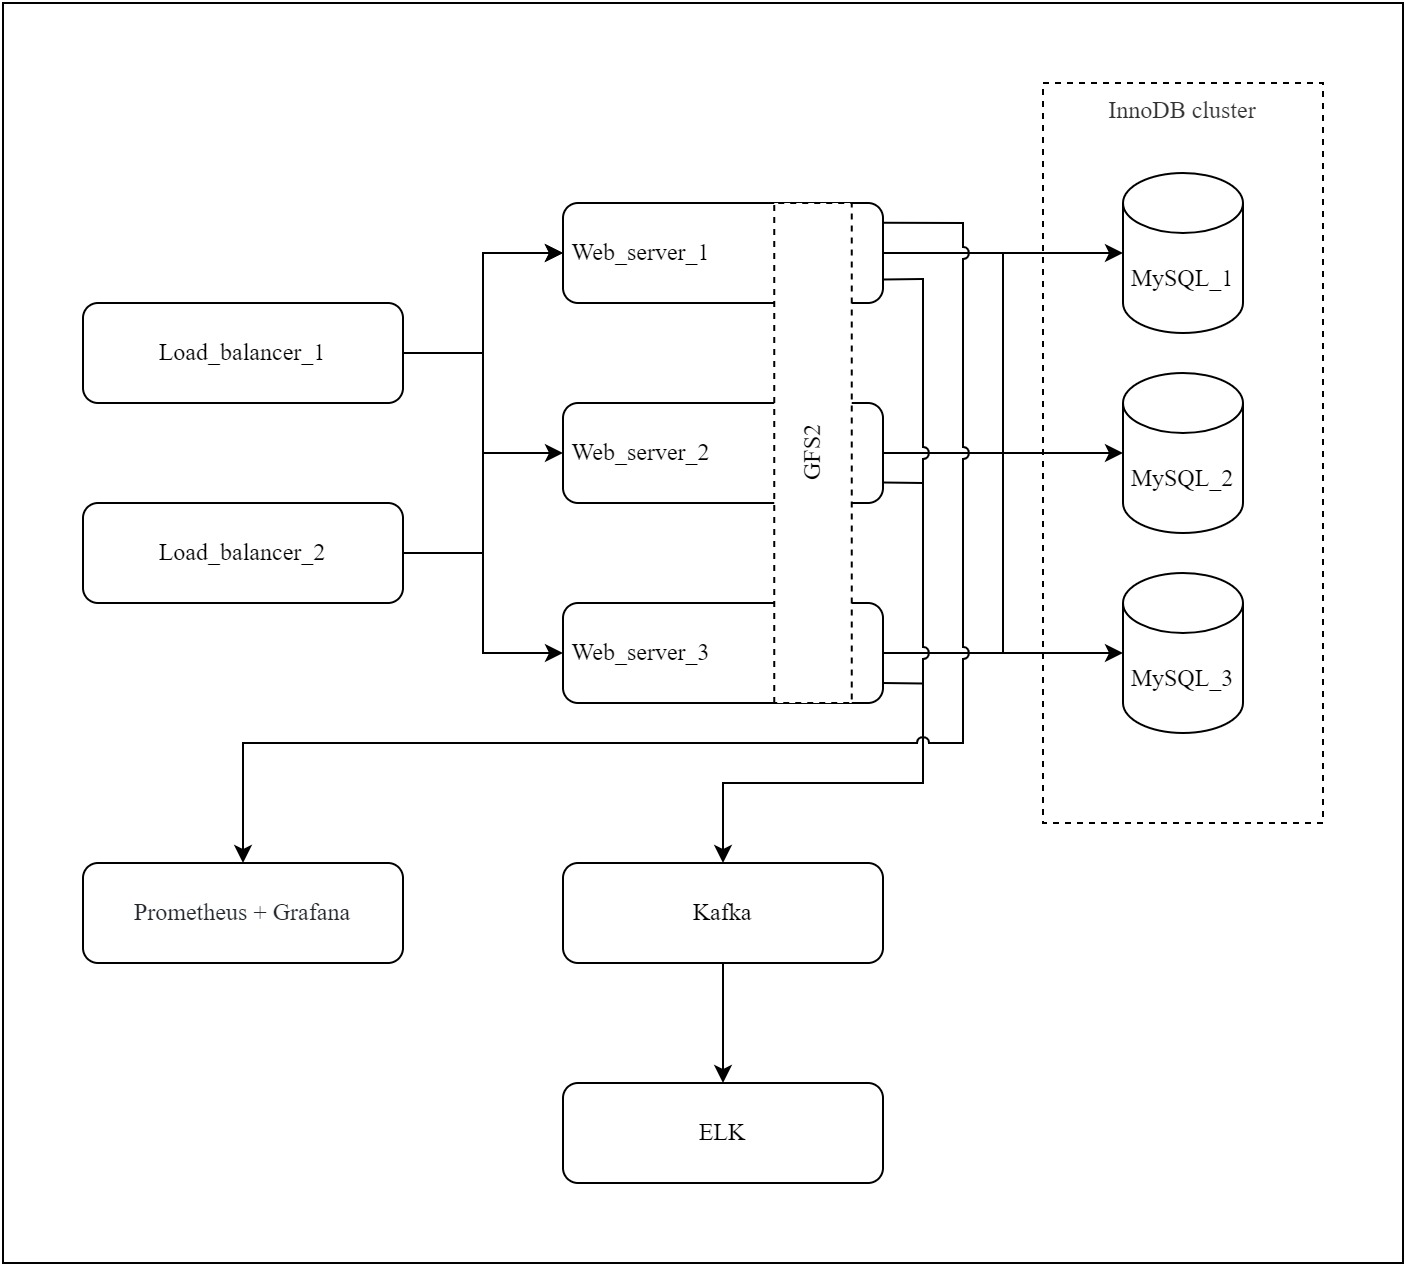 InnoDB cluster
Web_server_1
MySQL_1
Load_balancer_1
Web_server_2
GFS2
MySQL_2
Load_balancer_2
Web_server_3
MySQL_3
Prometheus + Grafana
Kafka
ELK